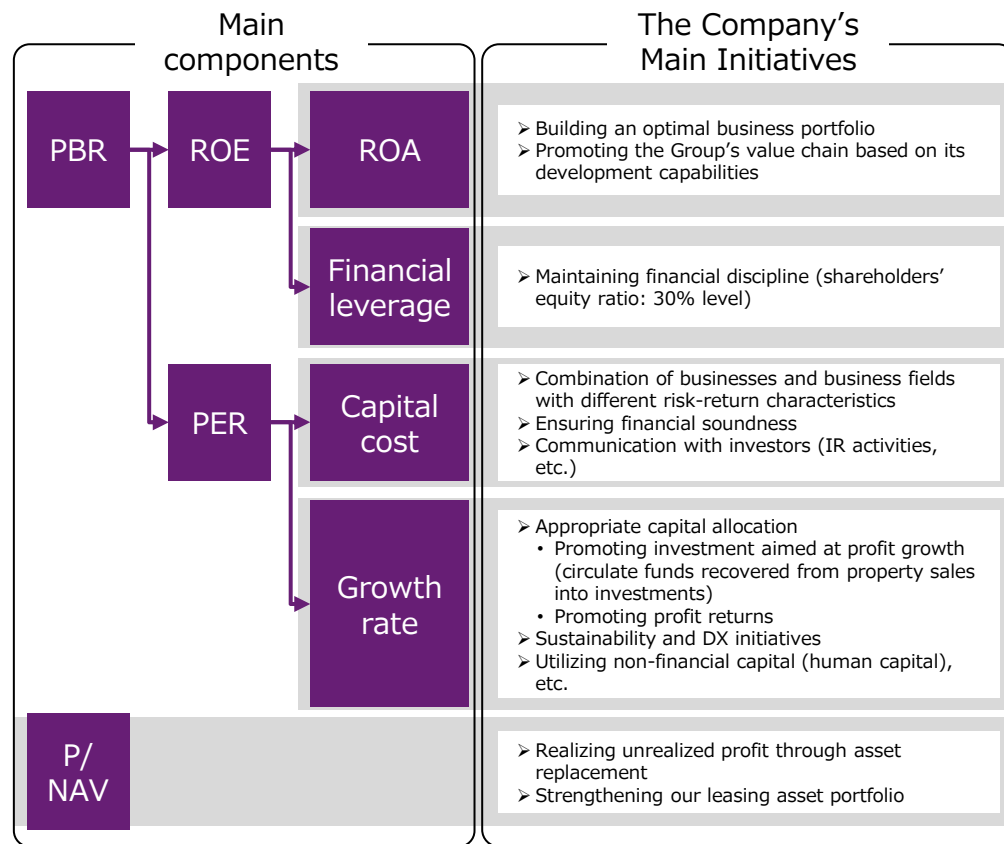 Main
components
The Company’s
Main Initiatives
PBR
ROE
ROA
➢ Building an optimal business portfolio
➢ Promoting the Group’s value chain based on its
development capabilities
Financial
leverage
➢ Maintaining financial discipline (shareholders’
equity ratio: 30% level)
PER
Capital
cost
➢ Combination of businesses and business fields
with different risk-return characteristics
➢ Ensuring financial soundness
➢ Communication with investors (IR activities,
etc.)
Growth
rate
➢ Appropriate capital allocation
• Promoting investment aimed at profit growth
(circulate funds recovered from property sales
into investments)
• Promoting profit returns
➢ Sustainability and DX initiatives
➢ Utilizing non-financial capital (human capital),
etc.
P/
NAV
➢ Realizing unrealized profit through asset
replacement
➢ Strengthening our leasing asset portfolio